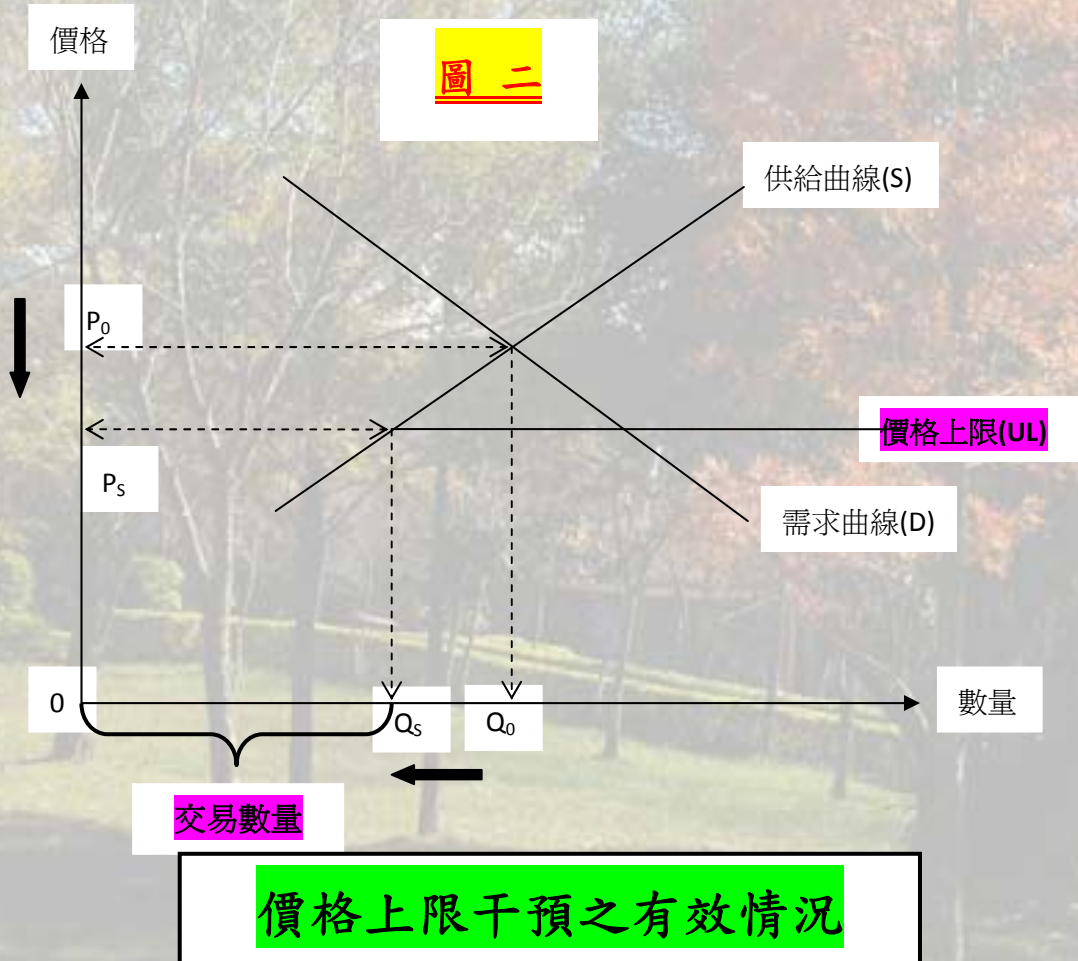 價格
圖 二
供給曲線(S)
P₀
價格上限(UL)
Pₛ
需求曲線(D)
0
Qₛ
Q₀
數量
交易數量
價格上限干預之有效情況